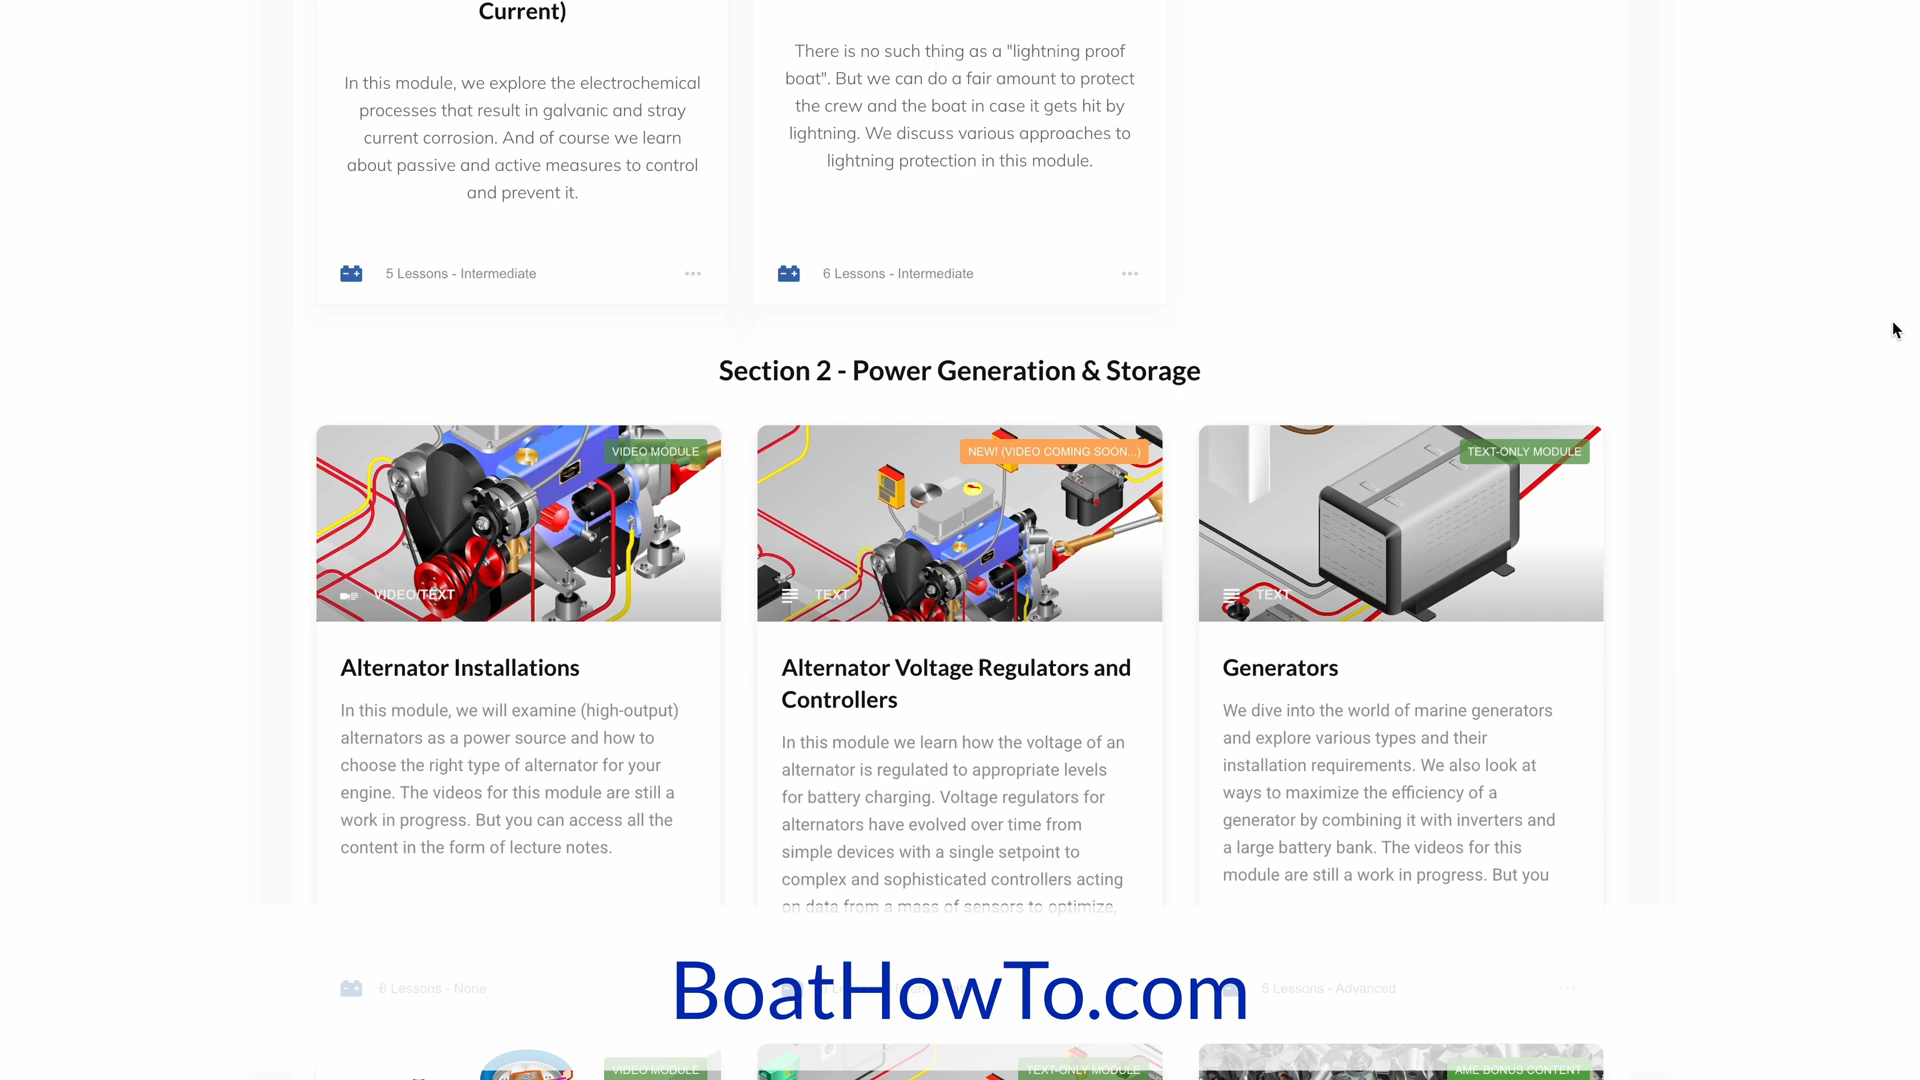 Current)
In this module, we explore the electrochemical
processes that result in galvanic and stray
current corrosion. And of course we learn
about passive and active measures to control
and prevent it.
5 Lessons - Intermediate
There is no such thing as a "lightning proof
boat". But we can do a fair amount to protect
the crew and the boat in case it gets hit by
lightning. We discuss various approaches to
lightning protection in this module.
6 Lessons - Intermediate
Section 2 - Power Generation & Storage
VIDEO MODULE
VIDEO/TEXT
Alternator Installations
In this module, we will examine (high-output)
alternators as a power source and how to
choose the right type of alternator for your
engine. The videos for this module are still a
work in progress. But you can access all the
content in the form of lecture notes.
6 Lessons - None
NEW! (VIDEO COMING SOON...)
TEXT
Alternator Voltage Regulators and
Controllers
In this module we learn how the voltage of an
alternator is regulated to appropriate levels
for battery charging. Voltage regulators for
alternators have evolved over time from
simple devices with a single setpoint to
complex and sophisticated controllers acting
on data from a mass of sensors to optimize,
TEXT-ONLY MODULE
TEXT
Generators
We dive into the world of marine generators
and explore various types and their
installation requirements. We also look at
ways to maximize the efficiency of a
generator by combining it with inverters and
a large battery bank. The videos for this
module are still a work in progress. But you
5 Lessons - Advanced
BoatHowTo.com
VIDEO MODULE
TEXT-ONLY MODULE
AME BONUS CONTENT